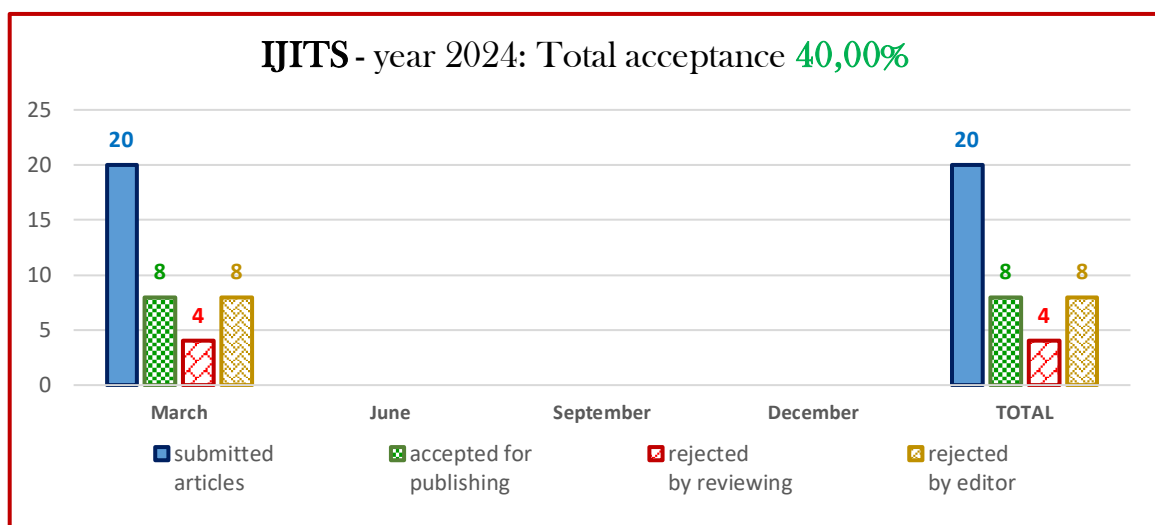 IJITS - year 2024: Total acceptance 40,00%
25
20
15
10
5
0
20
8
4
8
20
8
4
8
March
June
September
December
TOTAL
submitted
articles
accepted for
publishing
rejected
by reviewing
rejected
by editor